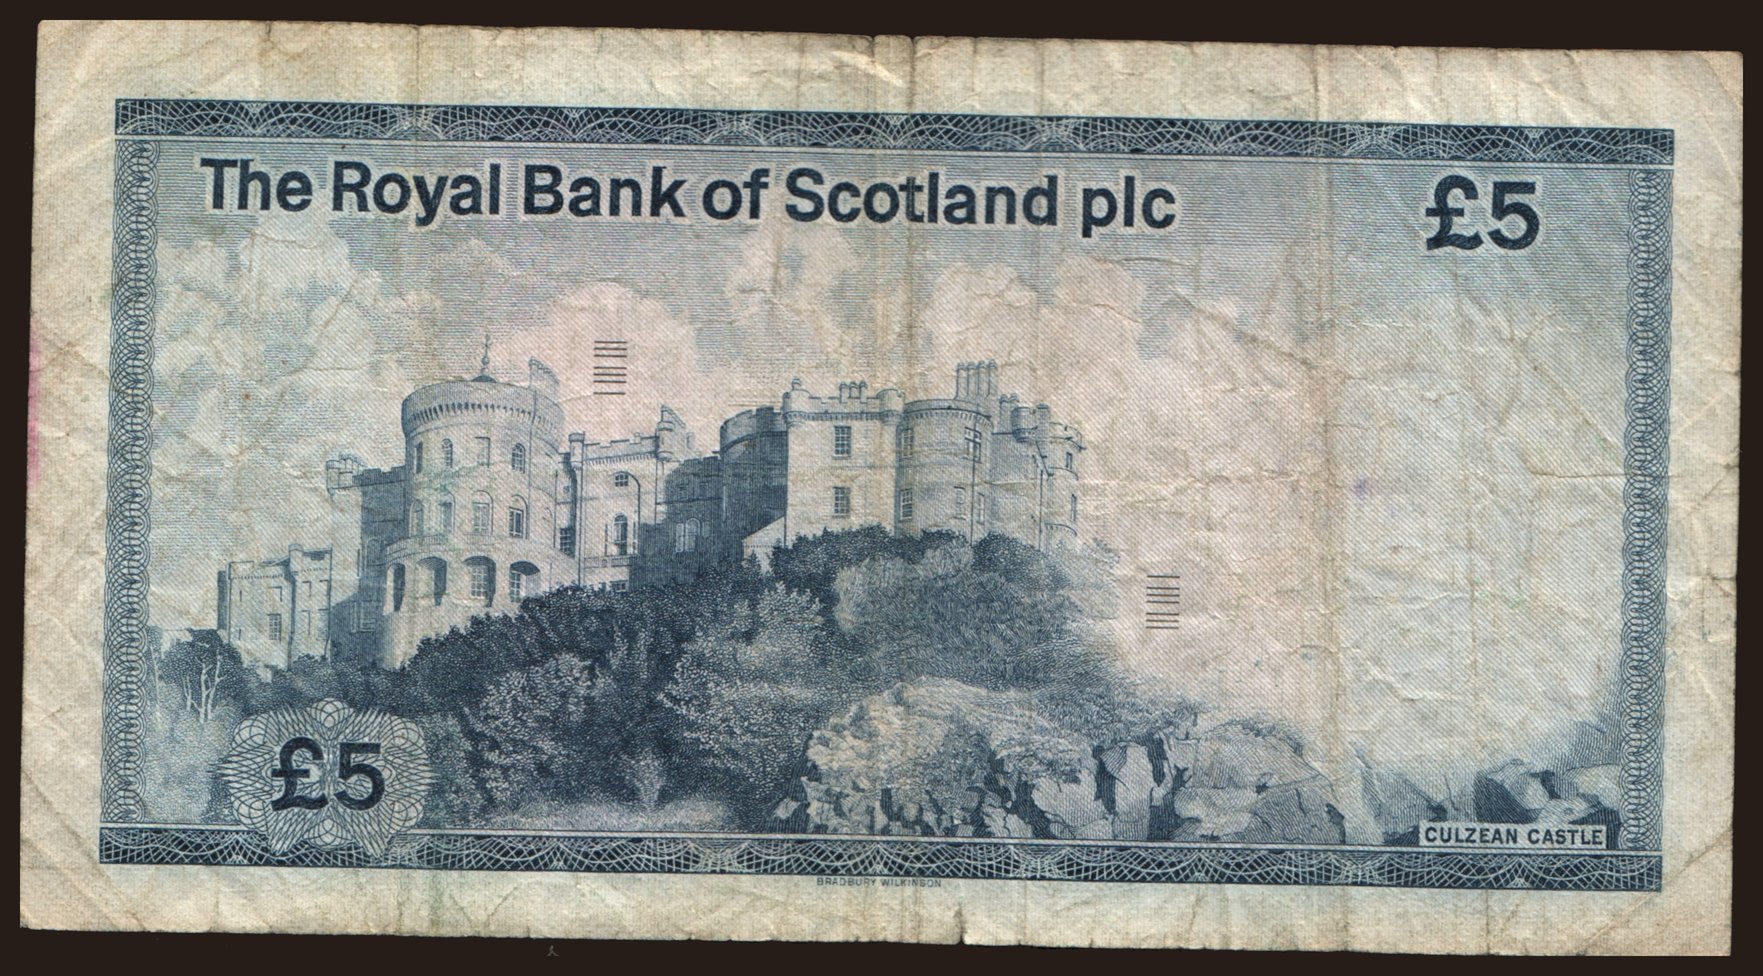 The Royal Bank of Scotland plc
£5
£5
CULZEAN CASTLE
BRADBURY WILKINSON